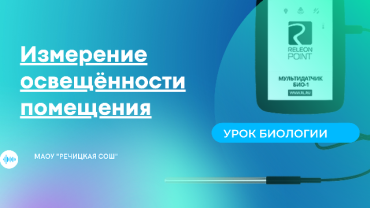 Измерение
освещённости
помещения
RELEON
POINT
МУЛЬТИДАТЧИК
БИО-1
УРОК БИОЛОГИИ
МАОУ "РЕЧИЦКАЯ СОШ"